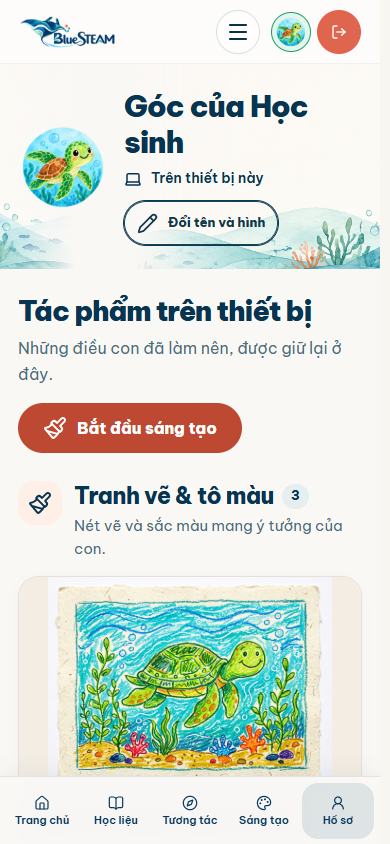 BlueSTEAM
Góc của Học
sinh
Trên thiết bị này
Đổi tên và hình
Tác phẩm trên thiết bị
Những điều con đã làm nên, được giữ lại ở
đây.
Bắt đầu sáng tạo
Tranh vẽ & tô màu 3
Nét vẽ và sắc màu mang ý tưởng của
con.
Trang chủ Học liệu Tương tác Sáng tạo Hồ sơ